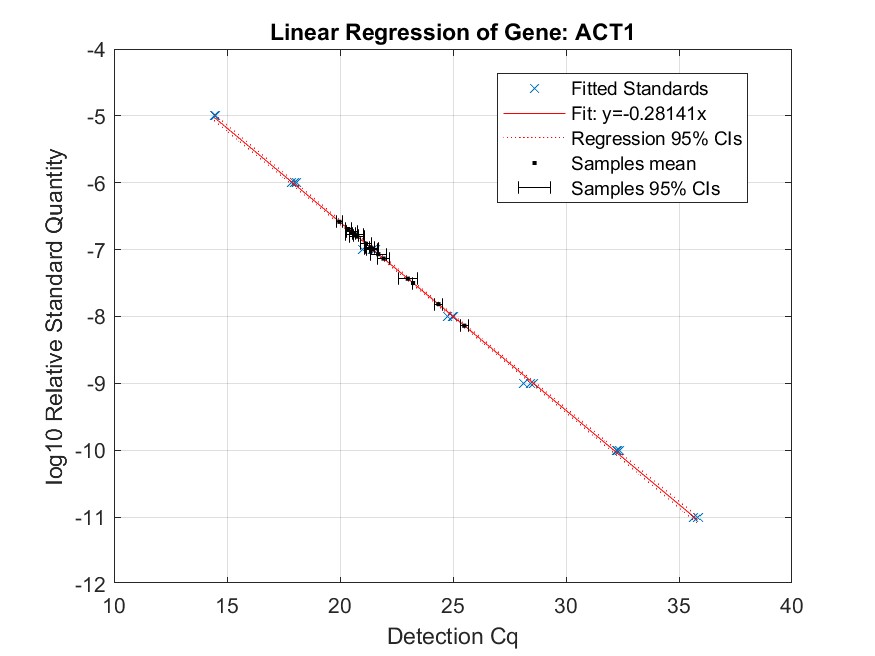 Linear Regression of Gene: ACT1
log10 Relative Standard Quantity
-4
-5
-6
-7
-8
-9
-10
-11
-12
Fitted Standards
Fit: y=-0.28141x
Regression 95% CIs
Samples mean
Samples 95% CIs
10 15 20 25 30 35 40
Detection Cq